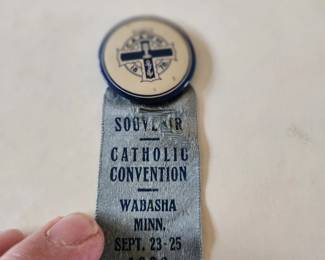 SOUVENIR
CATHOLIC
CONVENTION
WABASHA
MINN.
SEPT. 23-25